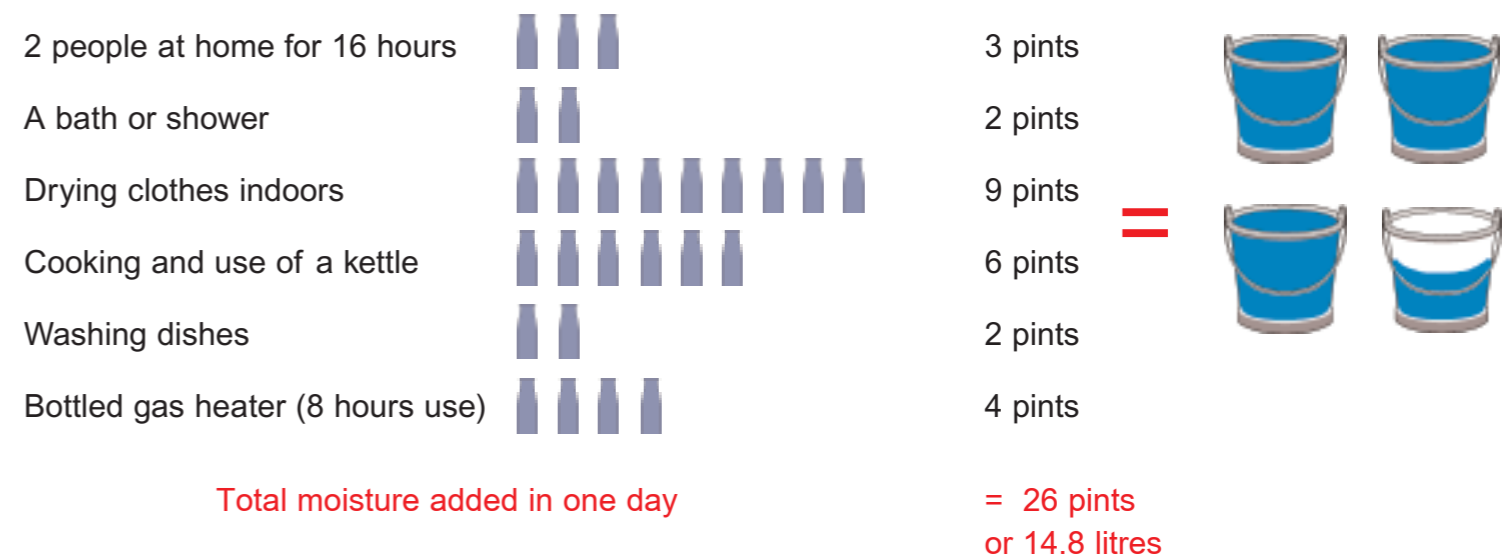 2 people at home for 16 hours 3 pints
A bath or shower 2 pints
Drying clothes indoors 9 pints
=
Cooking and use of a kettle 6 pints
Washing dishes 2 pints
Bottled gas heater (8 hours use) 4 pints
Total moisture added in one day = 26 pints
or 14.8 litres